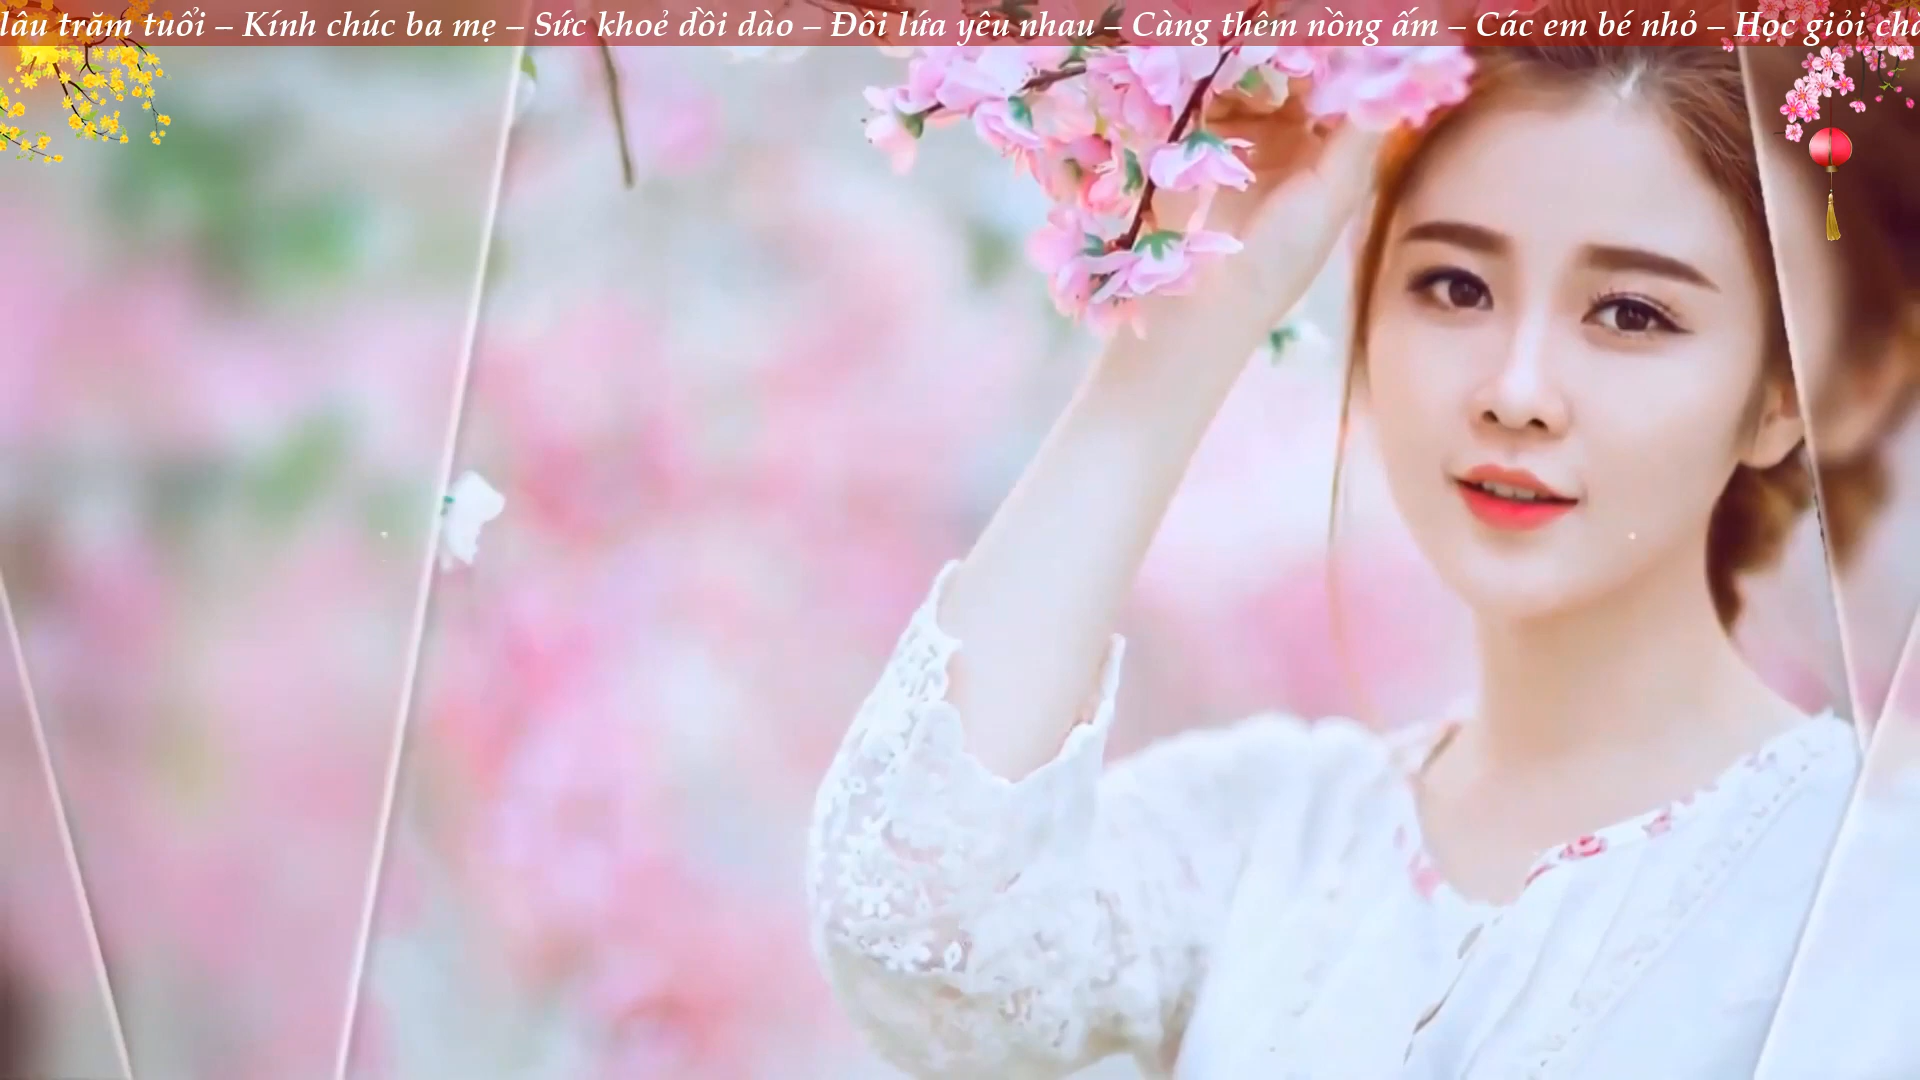 lâu trăm tuổi – Kính chúc ba mẹ – Sức khoẻ dồi dào – Đôi lứa yêu nhau – Càng thêm nồng ấm – Các em bé nhỏ – Học giỏi